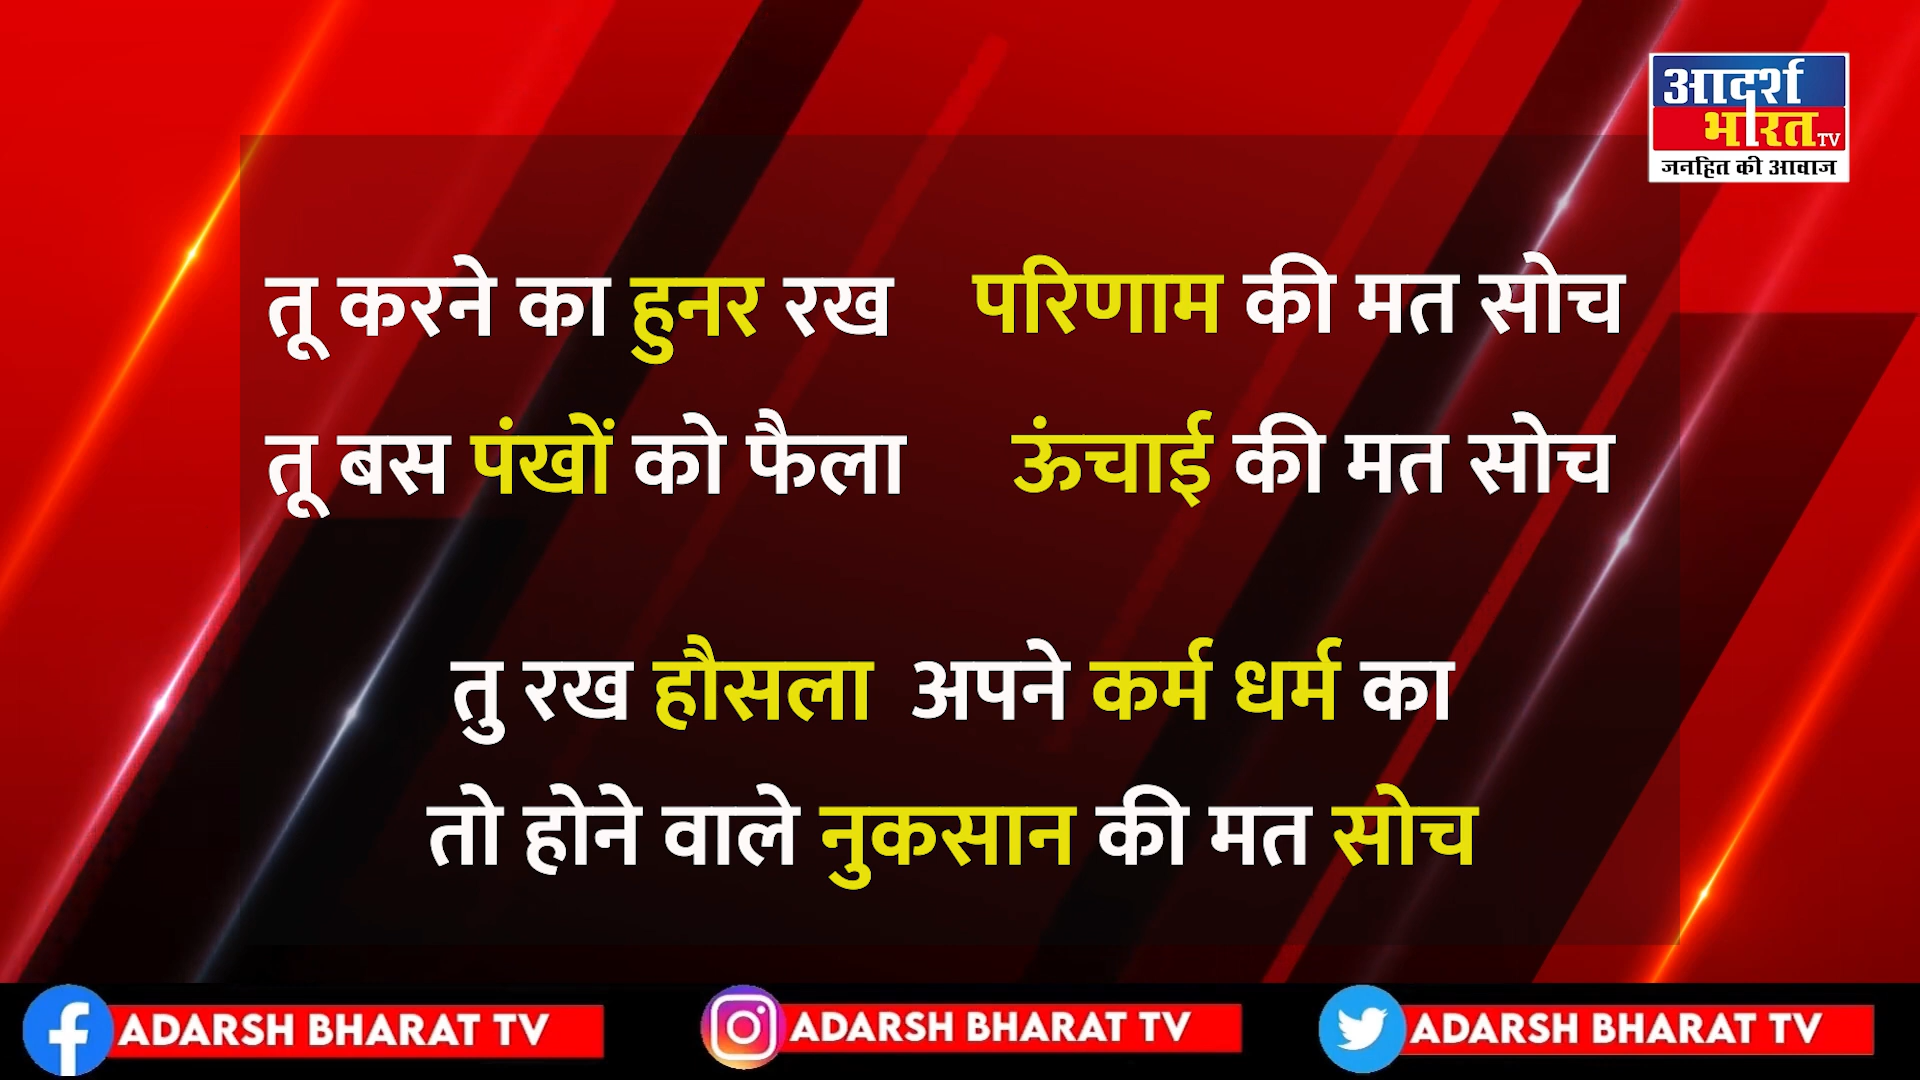 आदर्श
भारत TV
जनहित की आवाज
तू करने का हुनर रख परिणाम की मत सोच
तू बस पंखों को फैला ऊंचाई की मत सोच
तु रख हौसला अपने कर्म धर्म का
तो होने वाले नुकसान की मत सोच
ADARSH BHARAT TV ADARSH BHARAT TV ADARSH BHARAT TV